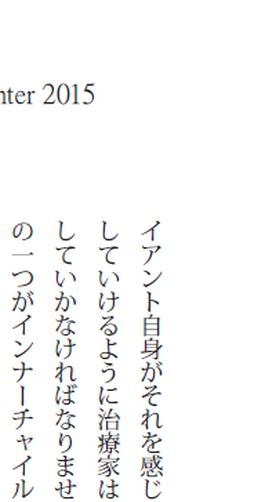 nter 2015
イアント自身がそれを感じ
していけるように治療家は
していかなければなりませ
の一つがインナーチャイル